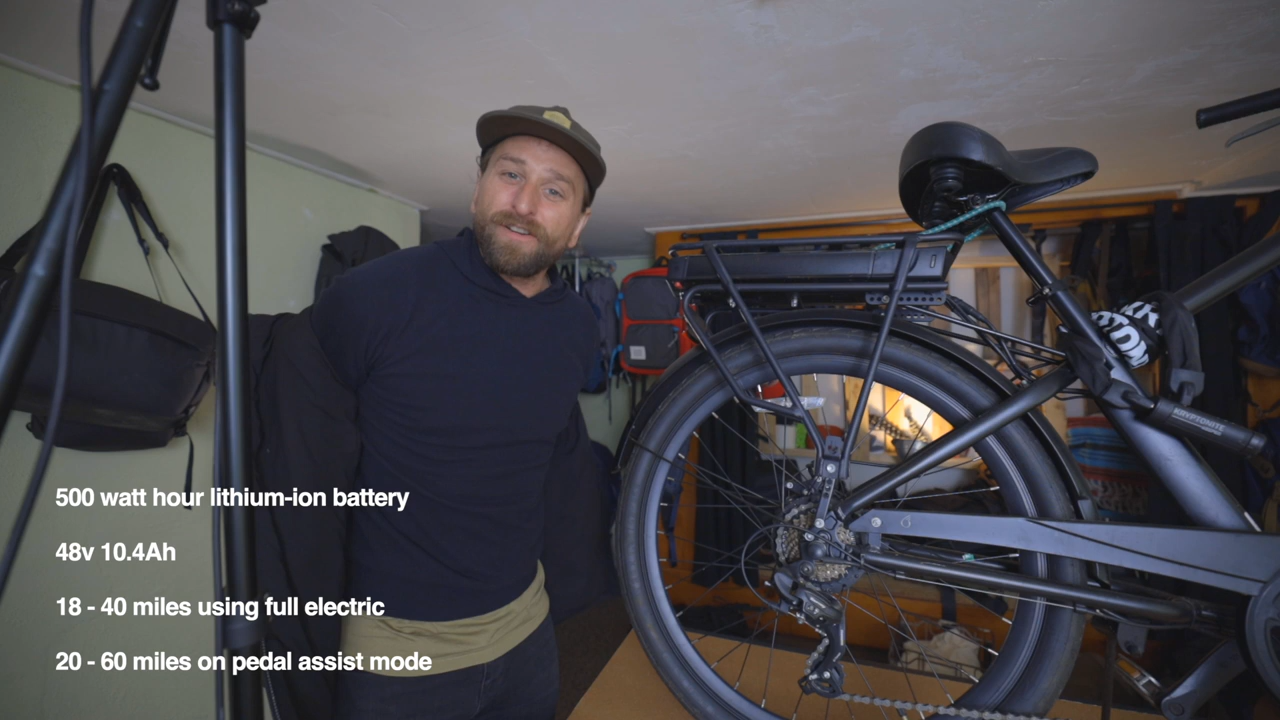 500 watt hour lithium-ion battery
48v 10.4Ah
18 - 40 miles using full electric
20 - 60 miles on pedal assist mode
KRYPTONITE